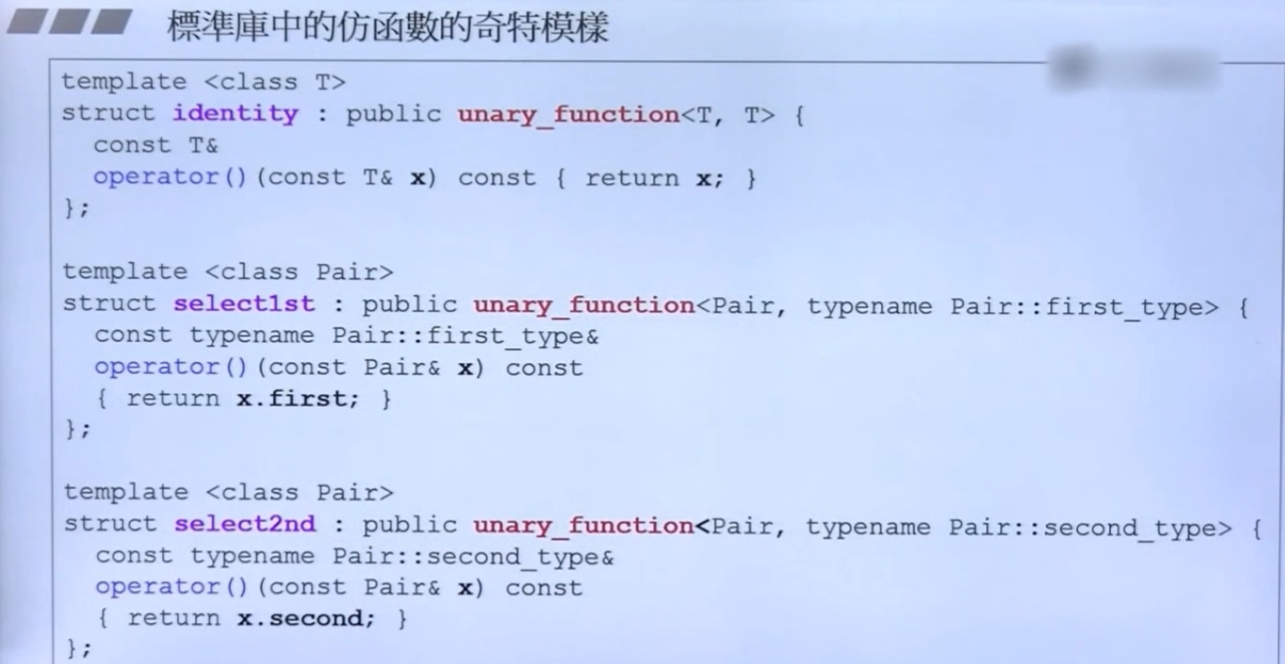 標準庫中的仿函數的奇特模樣
template <class T>
struct identity : public unary_function<T, T> {
  const T&
  operator()(const T& x) const { return x; }
};
template <class Pair>
struct select1st : public unary_function<Pair, typename Pair::first_type> {
  const typename Pair::first_type&
  operator()(const Pair& x) const
  { return x.first; }
};
template <class Pair>
struct select2nd : public unary_function<Pair, typename Pair::second_type> {
  const typename Pair::second_type&
  operator()(const Pair& x) const
  { return x.second; }
};